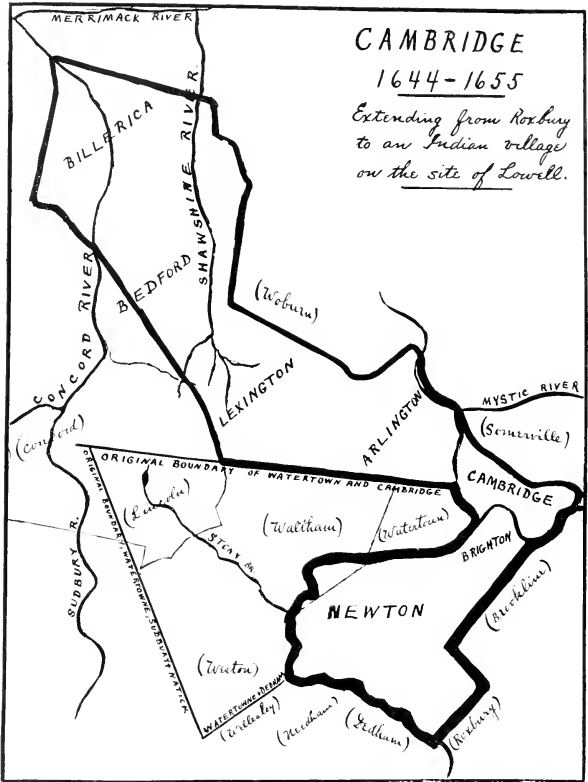 MERRIMACK RIVER
CAMBRIDGE
1644-1655
Extending from Roxbury
to an Indian village
on the site of Lowell.
BILLERICA
SHAWSHINE RIVER
BEDFORD
CONCORD RIVER
(Woburn)
LEXINGTON
ARLINGTON
MYSTIC RIVER
(Somerville)
(Concord)
ORIGINAL BOUNDARY OF WATERTOWN AND CAMBRIDGE
CAMBRIDGE
ORIGINAL BOUNDARY, WATERTOWNE, SUDBURY & NATICK
(Lincoln)
(Waltham)
(Watertown)
STONY BR.
BRIGHTON
SUDBURY R.
NEWTON
(Brookline)
(Weston)
WATERTOWNE & DEDHAM
(Wellesley)
(Needham)
(Dedham)
(Roxbury)